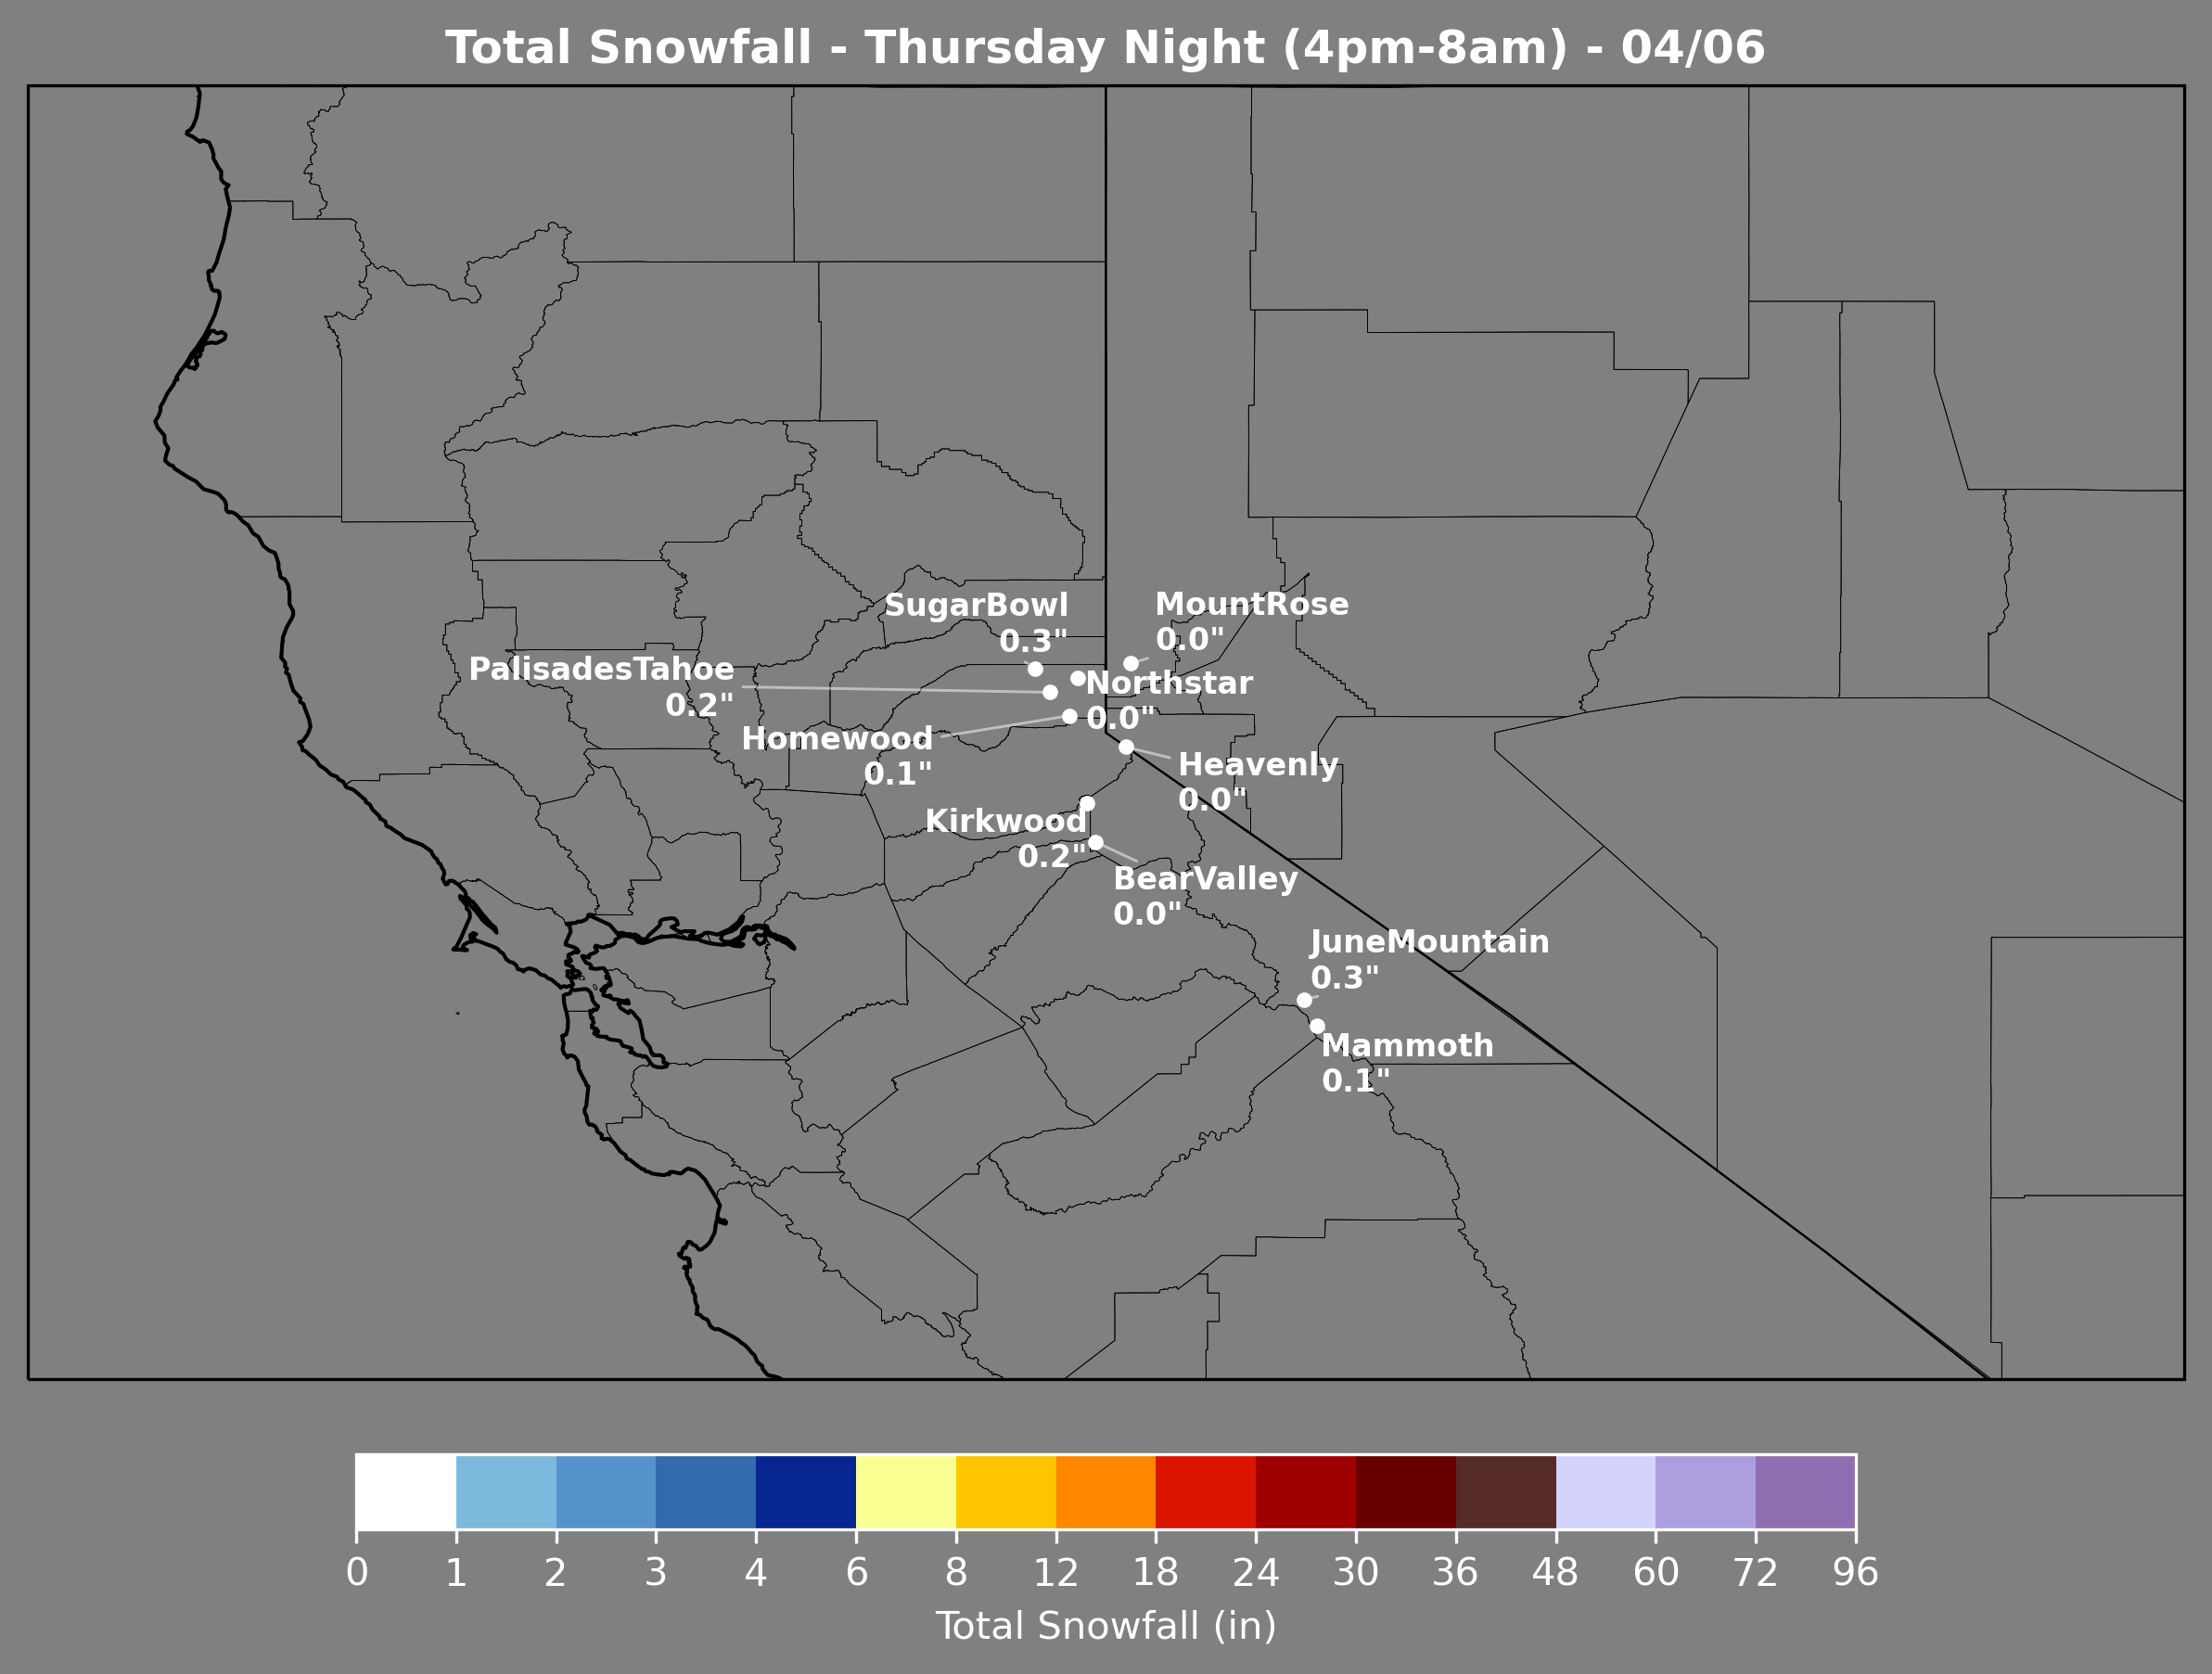 Total Snowfall - Thursday Night (4pm-8am) - 04/06
SugarBowl
0.3"
MountRose
0.0"
PalisadesTahoe
0.2"
Northstar
0.0"
Homewood
0.1"
Heavenly
0.0"
Kirkwood
0.2"
BearValley
0.0"
JuneMountain
0.3"
Mammoth
0.1"
0 1 2 3 4 6 8 12 18 24 30 36 48 60 72 96
Total Snowfall (in)